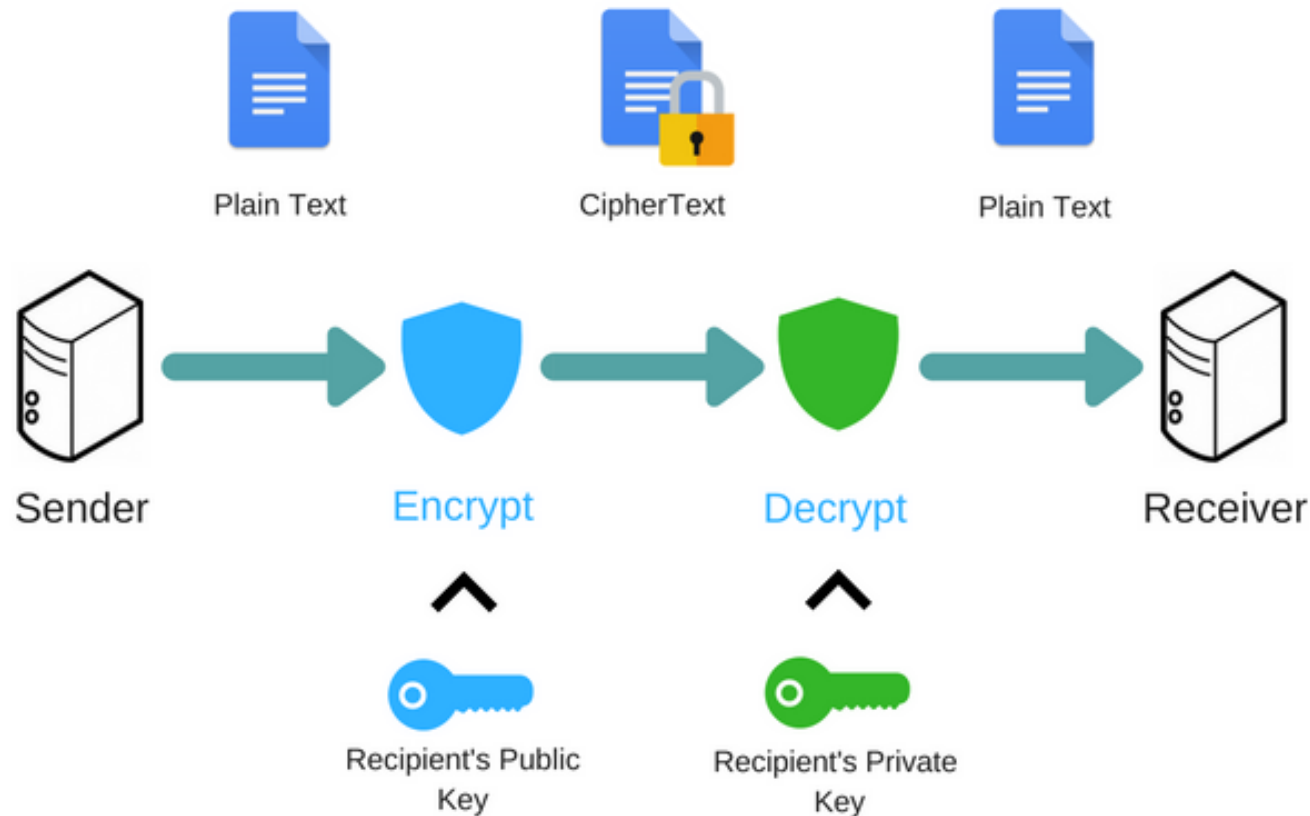 Plain Text
CipherText
Plain Text
Sender
Encrypt
Decrypt
Receiver
Recipient's Public
Key
Recipient's Private
Key